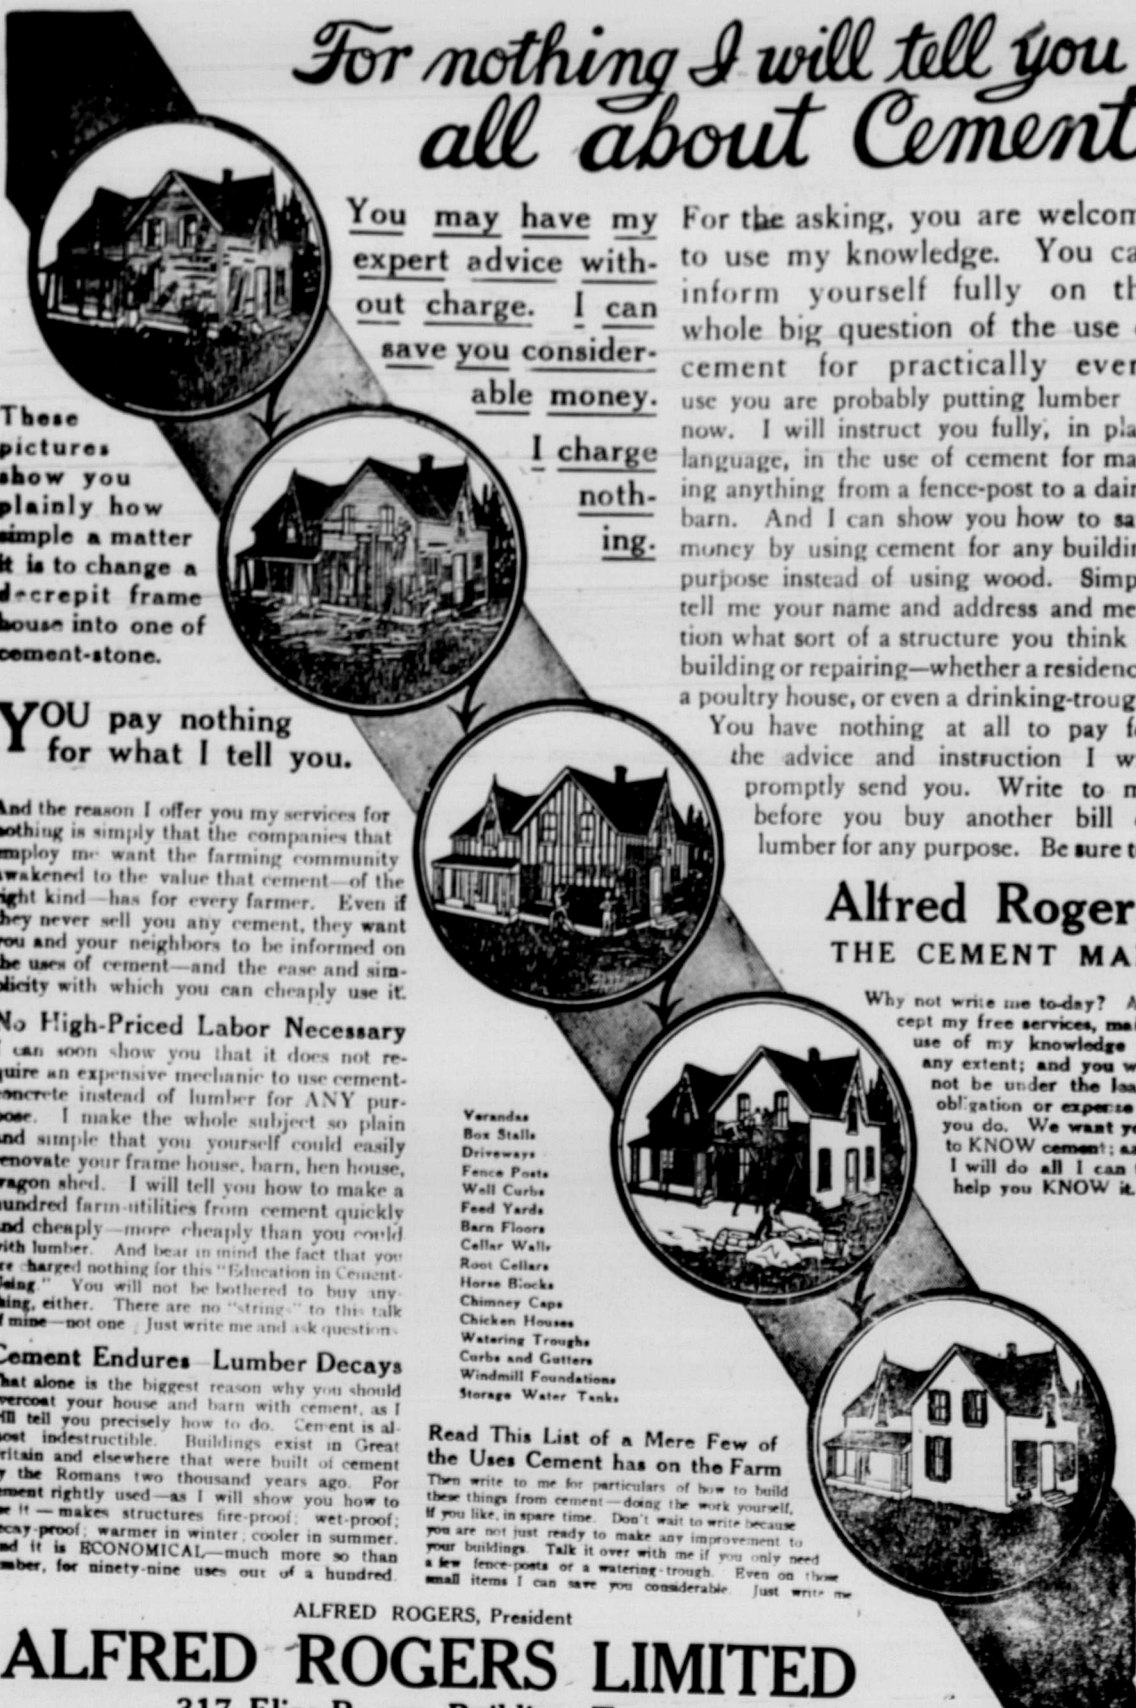 For nothing I will tell you
all about Cement
You may have my
expert advice with-
out charge. I can
save you consider-
able money.
I charge
noth-
ing.
For the asking, you are welcom
to use my knowledge. You ca
inform yourself fully on th
whole big question of the use
cement for practically ever
use you are probably putting lumber
now. I will instruct you fully, in pla
language, in the use of cement for ma
ing anything from a fence-post to a dair
barn. And I can show you how to sa
money by using cement for any buildin
purpose instead of using wood. Simp
tell me your name and address and me
tion what sort of a structure you think
building or repairing—whether a residenc
a poultry house, or even a drinking-troug
You have nothing at all to pay f
the advice and instruction I w
promptly send you. Write to m
before you buy another bill
lumber for any purpose. Be sure t
Alfred Roger
THE CEMENT MA
Why not write me to-day? A
cept my free services, ma
use of my knowledge
any extent; and you w
not be under the lea
obligation or expense
you do. We want yo
to KNOW cement; a
I will do all I can
help you KNOW it.
These
pictures
show you
plainly how
simple a matter
it is to change a
decrepit frame
house into one of
cement-stone.
YOU pay nothing
for what I tell you.
And the reason I offer you my services for
nothing is simply that the companies that
employ me want the farming community
awakened to the value that cement—of the
right kind—has for every farmer. Even if
they never sell you any cement, they want
you and your neighbors to be informed on
the uses of cement—and the ease and sim-
plicity with which you can cheaply use it.
No High-Priced Labor Necessary
I can soon show you that it does not re-
quire an expensive mechanic to use cement-
concrete instead of lumber for ANY pur-
pose. I make the whole subject so plain
and simple that you yourself could easily
renovate your frame house, barn, hen house,
wagon shed. I will tell you how to make a
hundred farm-utilities from cement quickly
and cheaply—more cheaply than you could
with lumber. And bear in mind the fact that you
are charged nothing for this "Education in Cement-
Using." You will not be bothered to buy any-
thing, either. There are no "strings" to this talk
of mine—not one. Just write me and ask questions.
Cement Endures—Lumber Decays
That alone is the biggest reason why you should
overcoat your house and barn with cement, as I
will tell you precisely how to do. Cement is al-
most indestructible. Buildings exist in Great
Britain and elsewhere that were built of cement
by the Romans two thousand years ago. For
cement rightly used—as I will show you how to
use it—makes structures fire-proof; wet-proof;
decay-proof; warmer in winter; cooler in summer.
And it is ECONOMICAL—much more so than
lumber, for ninety-nine uses out of a hundred.
Verandas
Box Stalls
Driveways
Fence Posts
Well Curbs
Feed Yards
Barn Floors
Cellar Walls
Root Cellars
Horse Blocks
Chimney Caps
Chicken Houses
Watering Troughs
Curbs and Gutters
Windmill Foundations
Storage Water Tanks
Read This List of a Mere Few of
the Uses Cement has on the Farm
Then write to me for particulars of how to build
these things from cement—doing the work yourself,
if you like, in spare time. Don't wait to write because
you are not just ready to make any improvement to
your buildings. Talk it over with me if you only need
a few fence-posts or a watering-trough. Even on those
small items I can save you considerable. Just write me
ALFRED ROGERS, President
ALFRED ROGERS LIMITED
317